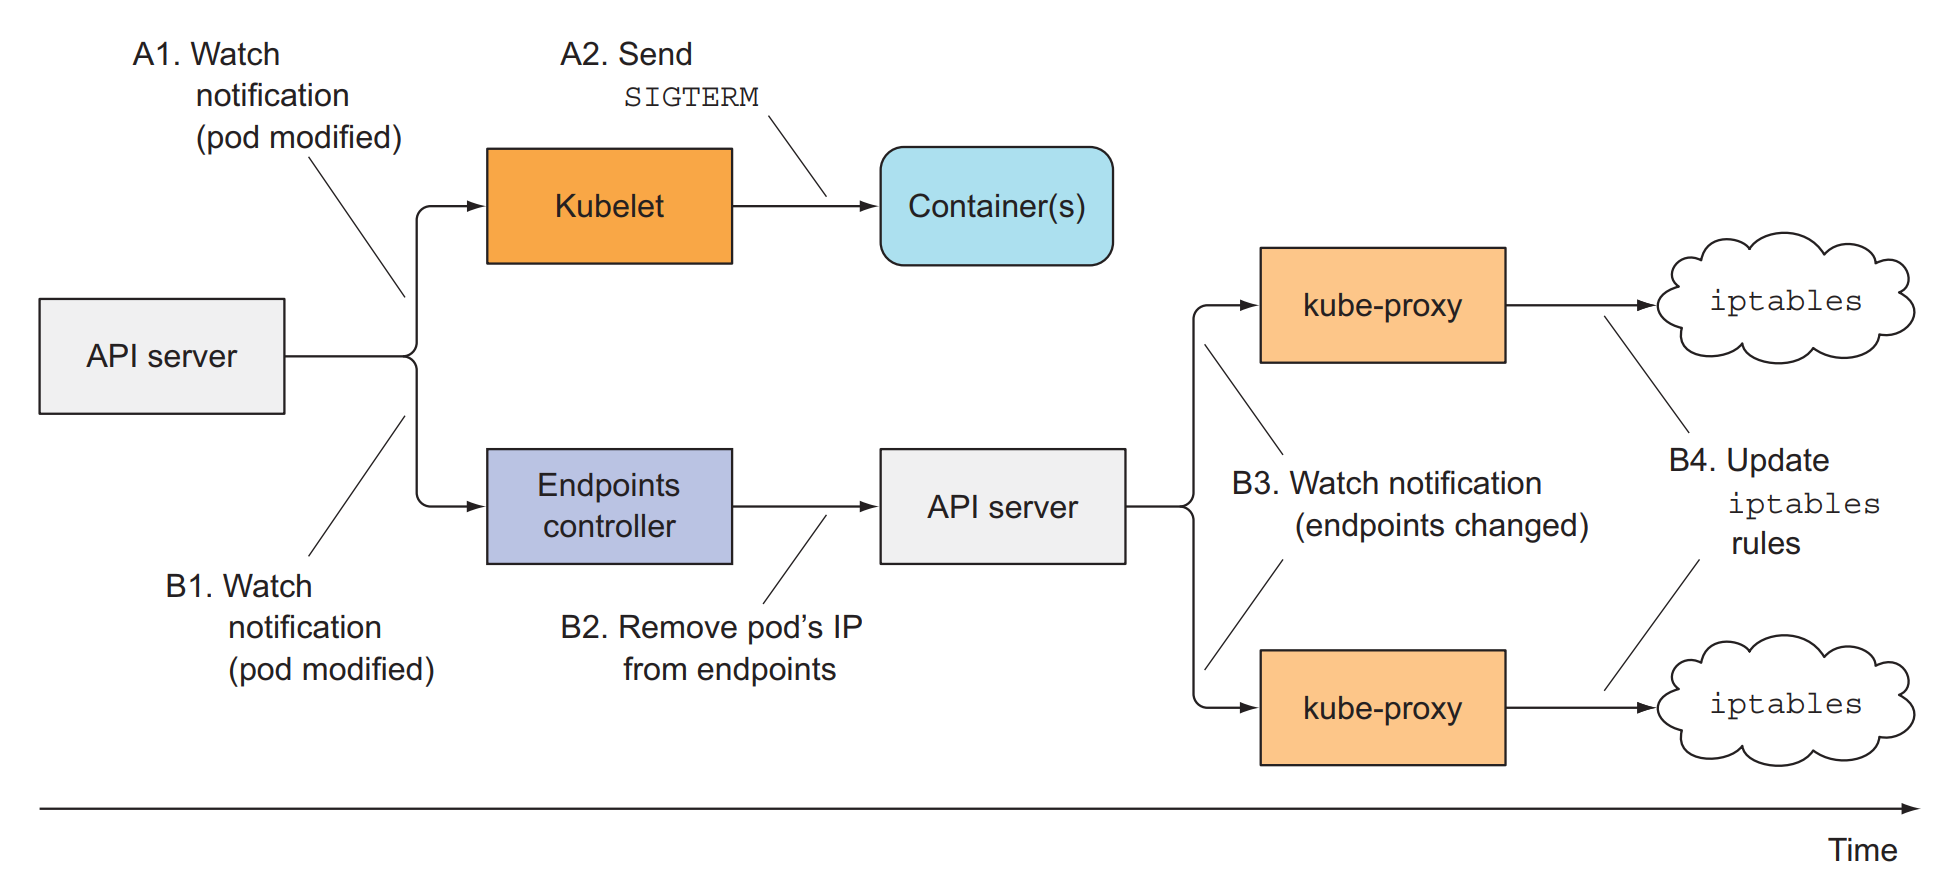 A1. Watch
notification
(pod modified)
A2. Send
SIGTERM
Kubelet
Container(s)
API server
kube-proxy
iptables
Endpoints
controller
API server
B3. Watch notification
(endpoints changed)
B4. Update
iptables
rules
B1. Watch
notification
(pod modified)
B2. Remove pod’s IP
from endpoints
kube-proxy
iptables
Time